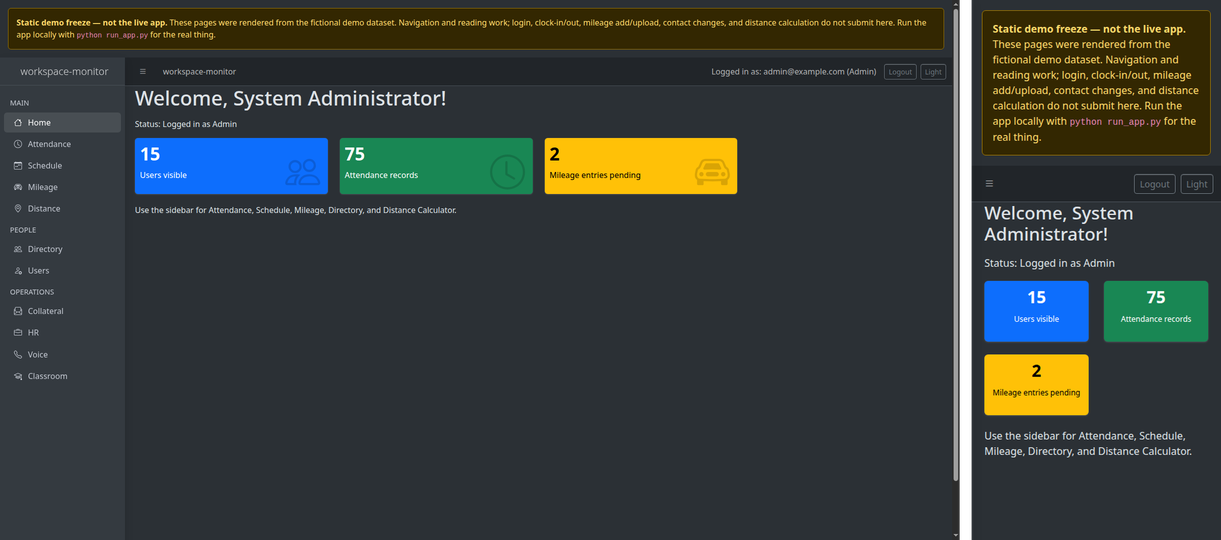 Static demo freeze — not the live app. These pages were rendered from the fictional demo dataset. Navigation and reading work; login, clock-in/out, mileage add/upload, contact changes, and distance calculation do not submit here. Run the
app locally with python run_app.py for the real thing.
workspace-monitor
workspace-monitor
Logged in as: admin@example.com (Admin)
Logout
Light
MAIN
Home
Attendance
Schedule
Mileage
Distance
PEOPLE
Directory
Users
OPERATIONS
Collateral
HR
Voice
Classroom
Welcome, System Administrator!
Status: Logged in as Admin
15
Users visible
75
Attendance records
2
Mileage entries pending
Use the sidebar for Attendance, Schedule, Mileage, Directory, and Distance Calculator.
Static demo freeze — not the live app.
These pages were rendered from the
fictional demo dataset. Navigation and
reading work; login, clock-in/out, mileage
add/upload, contact changes, and distance
calculation do not submit here. Run the
app locally with python run_app.py for the
real thing.
Logout
Light
Welcome, System
Administrator!
Status: Logged in as Admin
15
Users visible
75
Attendance records
2
Mileage entries pending
Use the sidebar for Attendance, Schedule,
Mileage, Directory, and Distance Calculator.